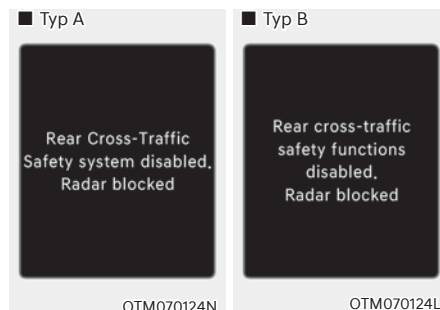 ■ Typ A
Rear Cross-Traffic
Safety system disabled.
Radar blocked
OTM070124N
■ Typ B
Rear cross-traffic
safety functions
disabled.
Radar blocked
OTM070124L